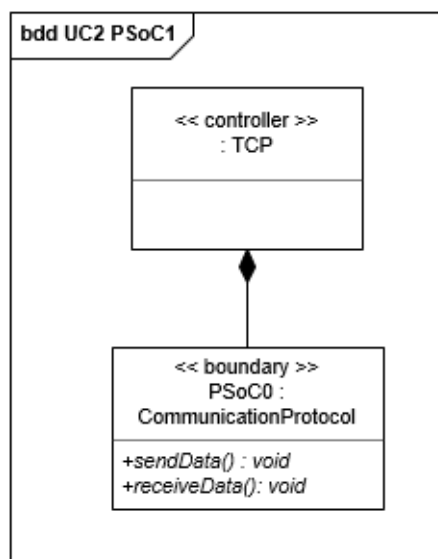 bdd UC2 PSoC1
<< controller >>
: TCP
<< boundary >>
PSoC0 :
CommunicationProtocol
+sendData() : void
+receiveData(): void